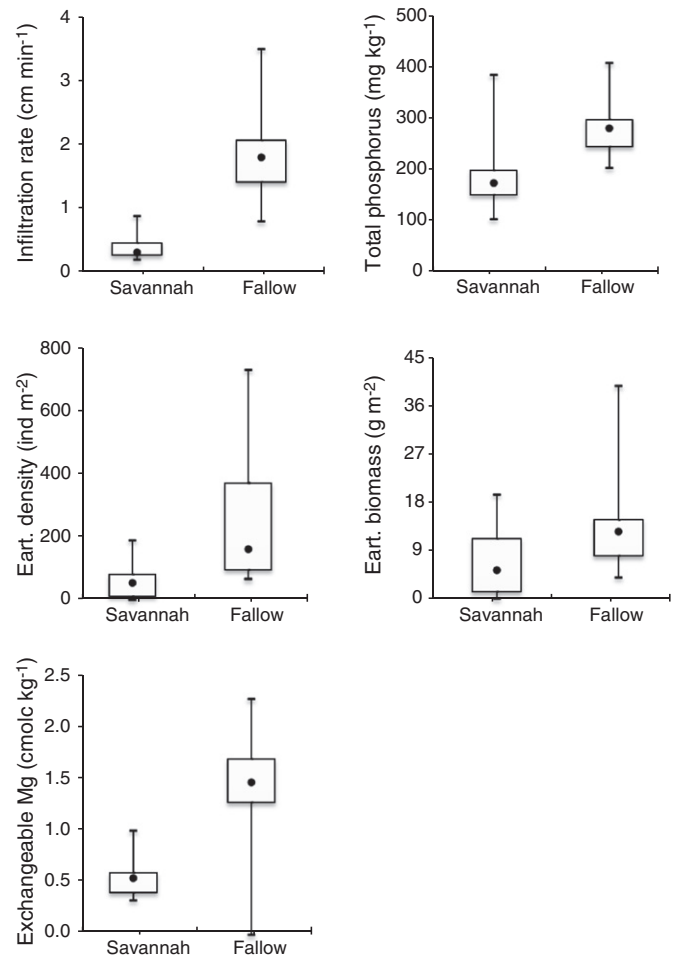 Infiltration rate (cm min-1)
4
3
2
1
0
Savannah Fallow
Total phosphorus (mg kg-1)
500
400
300
200
100
0
Savannah Fallow
Eart. density (ind m-2)
800
600
400
200
0
Savannah Fallow
Eart. biomass (g m-2)
45
36
27
18
9
0
Savannah Fallow
Exchangeable Mg (cmolc kg-1)
2.5
2.0
1.5
1.0
0.5
0.0
Savannah Fallow